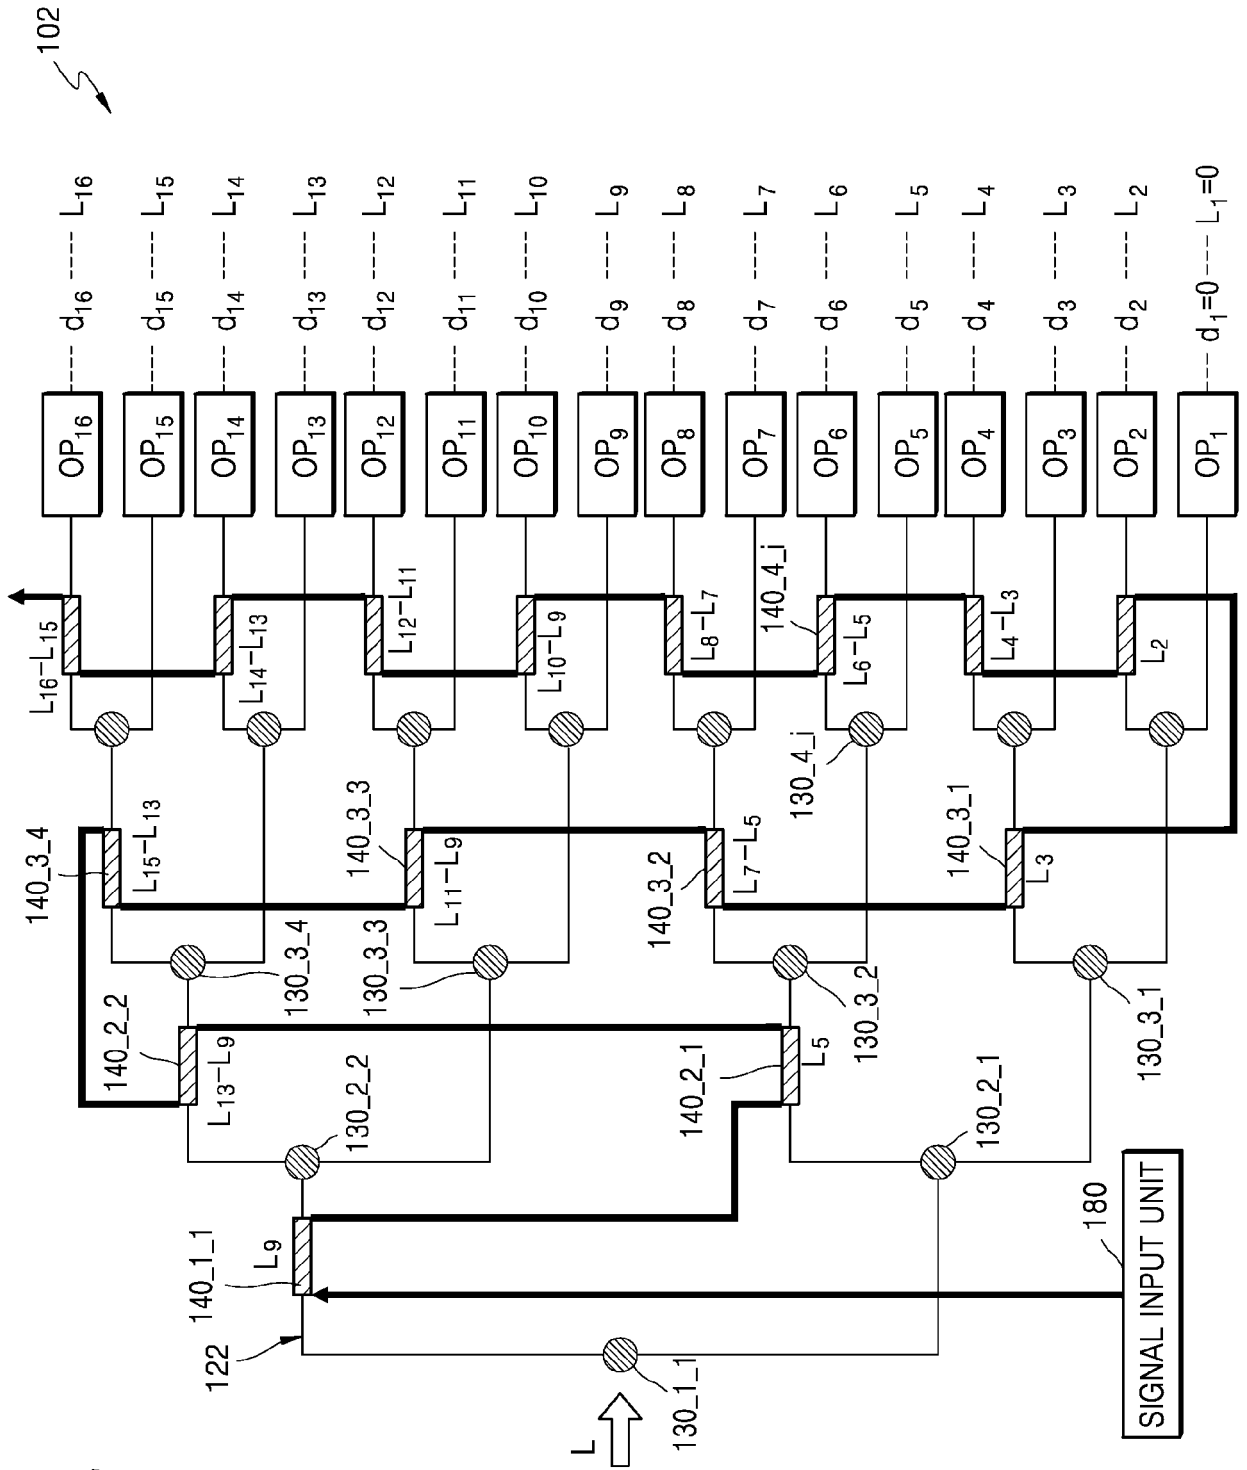 102
OP16 d16 L16
OP15 d15 L15
OP14 d14 L14
OP13 d13 L13
OP12 d12 L12
OP11 d11 L11
OP10 d10 L10
OP9 d9 L9
OP8 d8 L8
OP7 d7 L7
OP6 d6 L6
OP5 d5 L5
OP4 d4 L4
OP3 d3 L3
OP2 d2 L2
OP1 d1=0 L1=0
L16-L15
L14-L13
L12-L11
L10-L9
L8-L7
140_4_i
L6-L5
L4-L3
L2
130_4_i
140_3_4
L15-L13
140_3_3
L11-L9
140_3_2
L7-L5
140_3_1
L3
130_3_4
130_3_3
130_3_2
130_3_1
140_2_2
L13-L9
140_2_1
L5
130_2_2
130_2_1
140_1_1
L9
122
130_1_1
L
180
SIGNAL INPUT UNIT